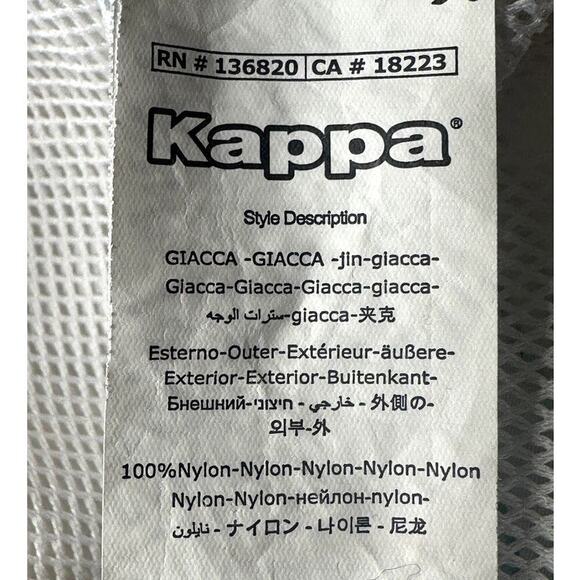 RN # 136820 CA # 18223
Kappa®
Style Description
GIACCA -GIACCA -jin-giacca-
Giacca-Giacca-Giacca-giacca-
سترات الوجه-giacca-夹克
Esterno-Outer-Extérieur-äußere-
Exterior-Exterior-Buitenkant-
Бнешний-חיצוני - خارجي - 外側の-
외부-外
100%Nylon-Nylon-Nylon-Nylon-Nylon
Nylon-Nylon-нейлон-nylon-
نايلون - ナイロン - 나이론 - 尼龙